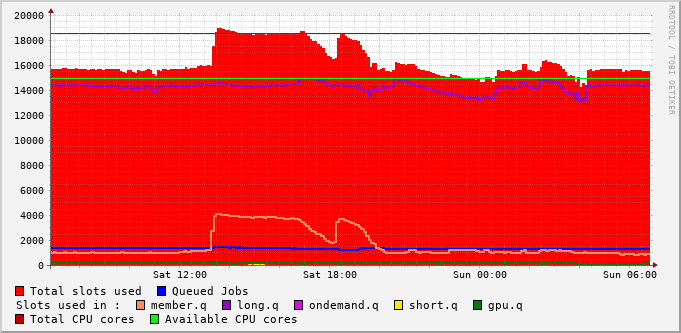 RRDTOOL / TOBI OETIKER
20000
18000
16000
14000
12000
10000
8000
6000
4000
2000
0
Sat 12:00 Sat 18:00 Sun 00:00 Sun 06:00
Total slots used Queued Jobs
Slots used in : member.q long.q ondemand.q short.q gpu.q
Total CPU cores Available CPU cores